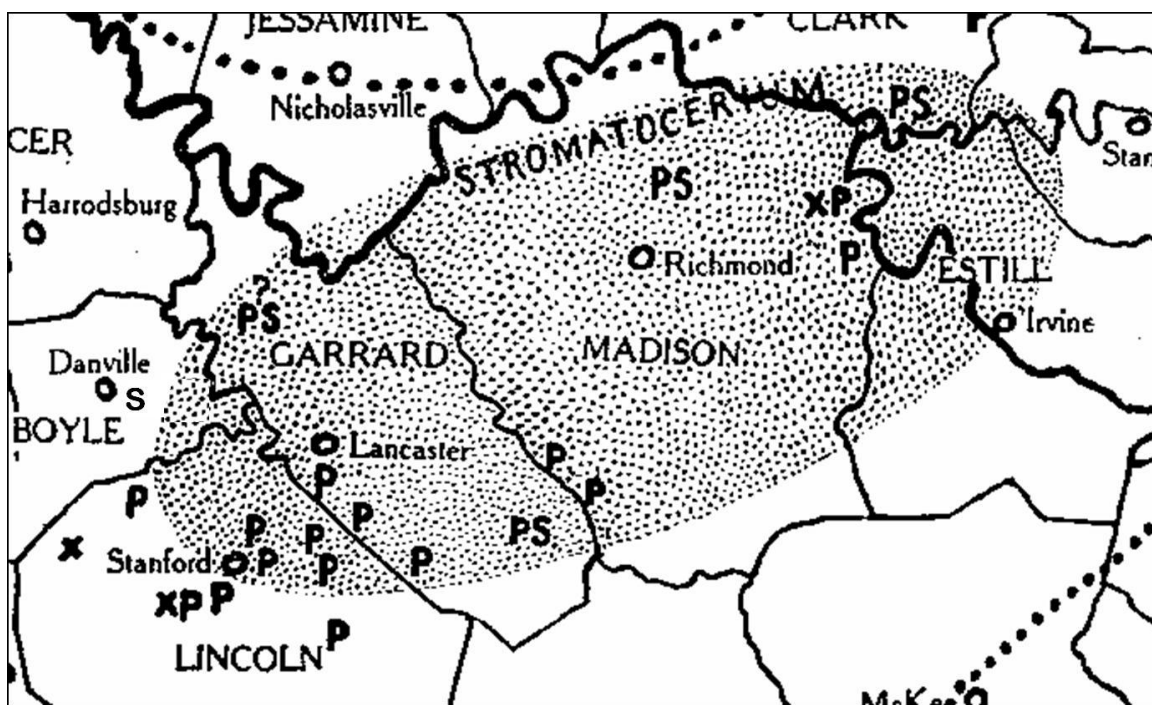 JESSAMINE
CLARK
P
Nicholasville
STROMATOCERIUM
PS
CER
Stan
PS
Harrodsburg
xP
Richmond
P
ESTILL
?
PS
Irvine
GARRARD
MADISON
Danville
S
BOYLE
Lancaster
P
P
P
P
P
P
P
PS
x
Stanford
P
P
P
P
xP
P
P
LINCOLN
McKee